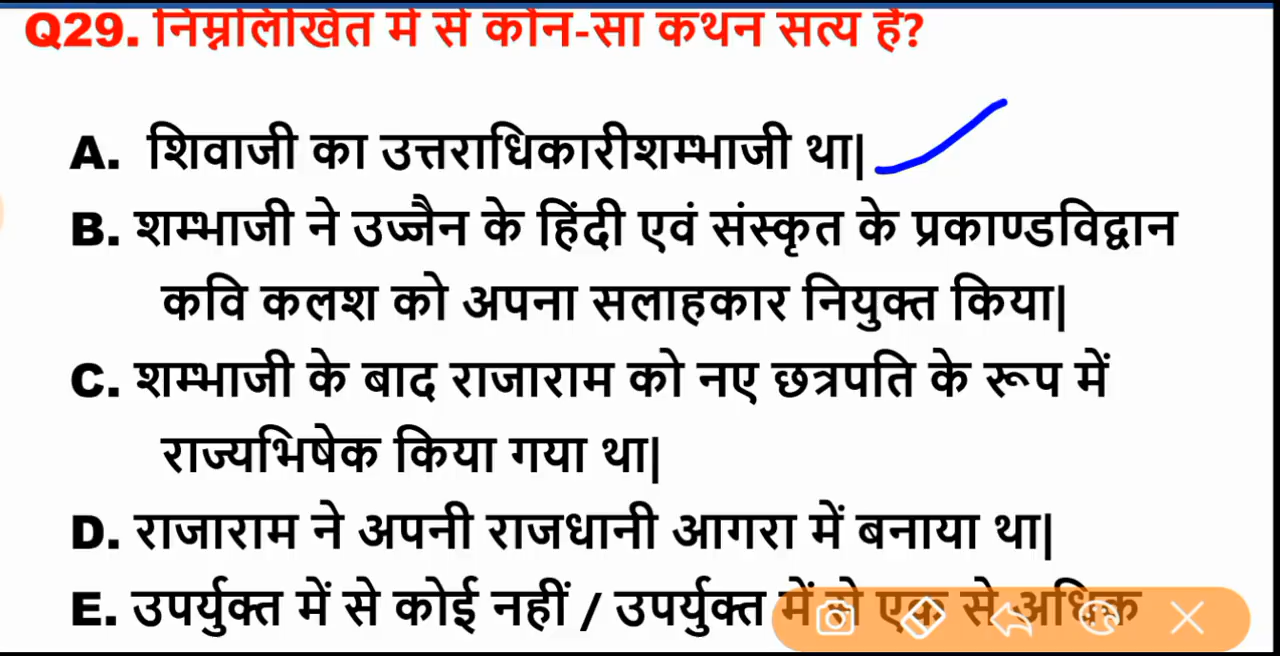 Q29. निम्नलिखित में से कौन-सा कथन सत्य है?
A. शिवाजी का उत्तराधिकारीशम्भाजी था|
B. शम्भाजी ने उज्जैन के हिंदी एवं संस्कृत के प्रकाण्डविद्वान
कवि कलश को अपना सलाहकार नियुक्त किया|
C. शम्भाजी के बाद राजाराम को नए छत्रपति के रूप में
राज्यभिषेक किया गया था|
D. राजाराम ने अपनी राजधानी आगरा में बनाया था|
E. उपर्युक्त में से कोई नहीं / उपर्युक्त में से एक से अधिक